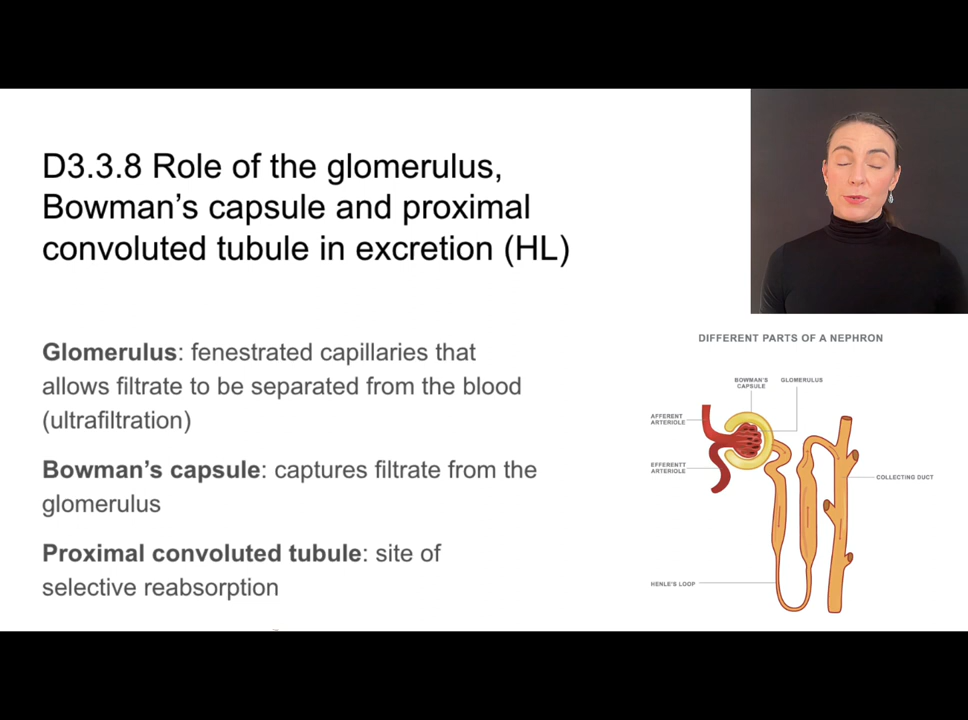 D3.3.8 Role of the glomerulus,
Bowman’s capsule and proximal
convoluted tubule in excretion (HL)
Glomerulus: fenestrated capillaries that
allows filtrate to be separated from the blood
(ultrafiltration)
Bowman’s capsule: captures filtrate from the
glomerulus
Proximal convoluted tubule: site of
selective reabsorption
DIFFERENT PARTS OF A NEPHRON
BOWMAN'S
CAPSULE
GLOMERULUS
AFFERENT
ARTERIOLE
EFFERENTT
ARTERIOLE
COLLECTING DUCT
HENLE'S LOOP